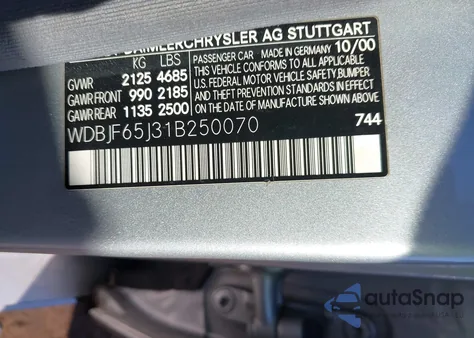 DAIMLERCHRYSLER AG STUTTGART
KG LBS
GVWR 2125 4685
GAWR FRONT 990 2185
GAWR REAR 1135 2500
PASSENGER CAR MADE IN GERMANY 10/00
THIS VEHICLE CONFORMS TO ALL APPLICABLE
U.S. FEDERAL MOTOR VEHICLE SAFETY, BUMPER
AND THEFT PREVENTION STANDARDS IN EFFECT ON
THE DATE OF MANUFACTURE SHOWN ABOVE.
WDBJF65J31B250070
744
autoSnap